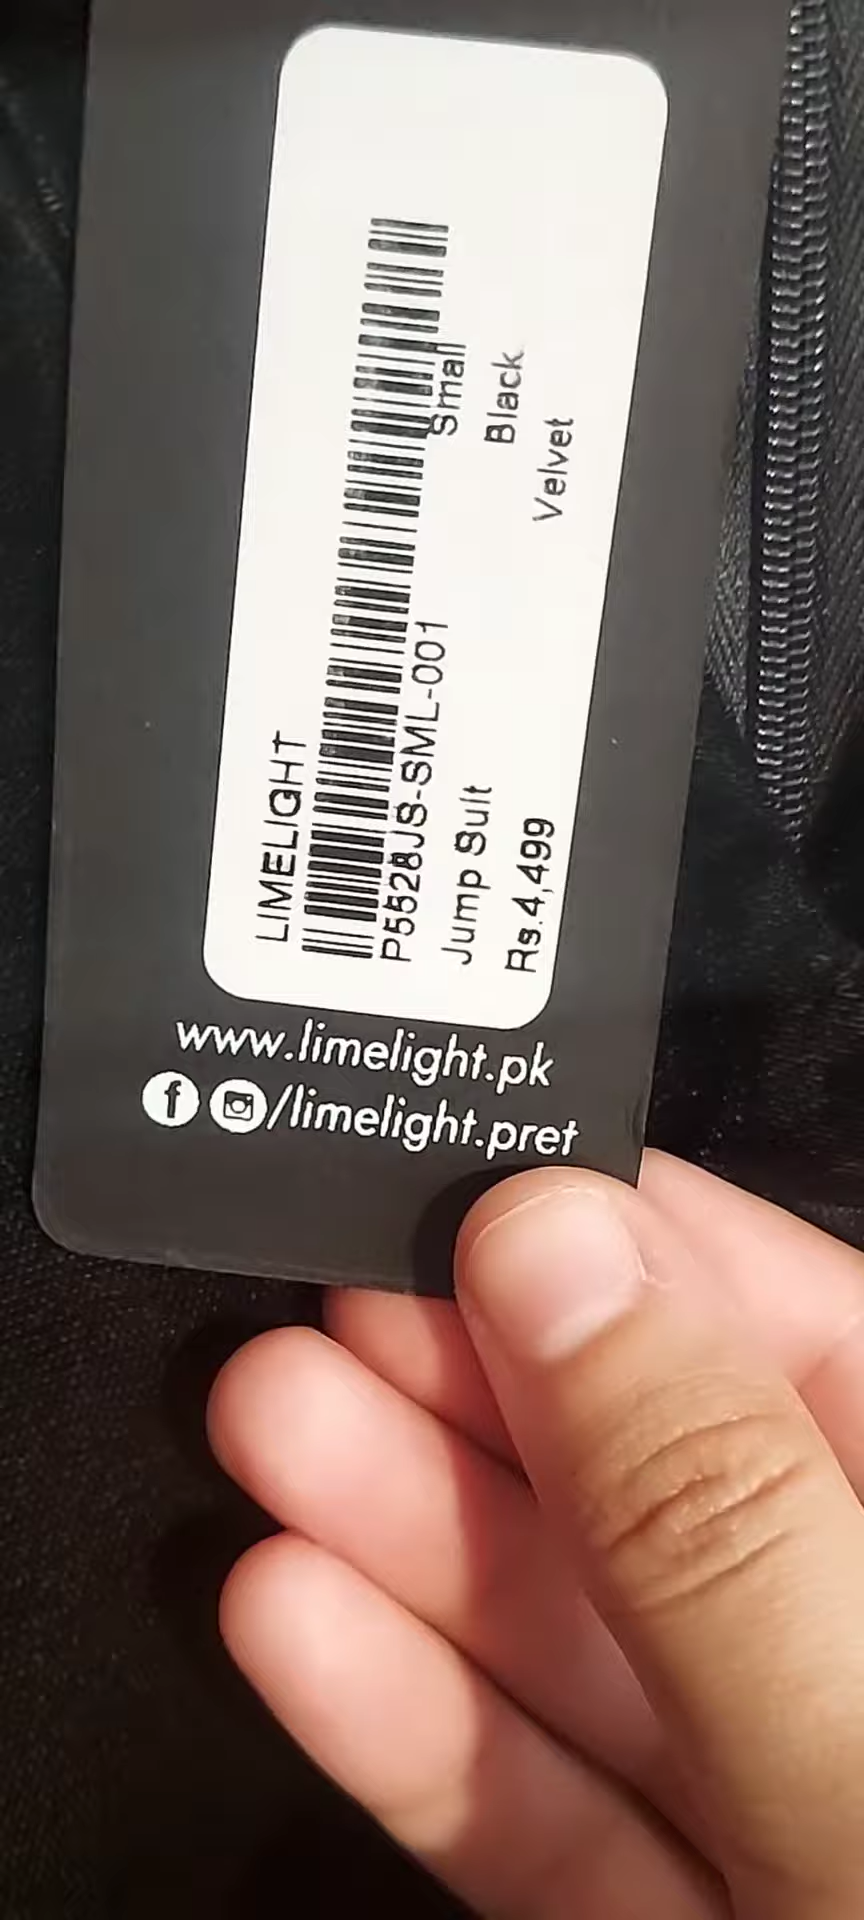 LIMELIGHT
P5528JS-SML-001
Small
Jump Suit
Black
Rs.4,499
Velvet
www.limelight.pk
/limelight.pret